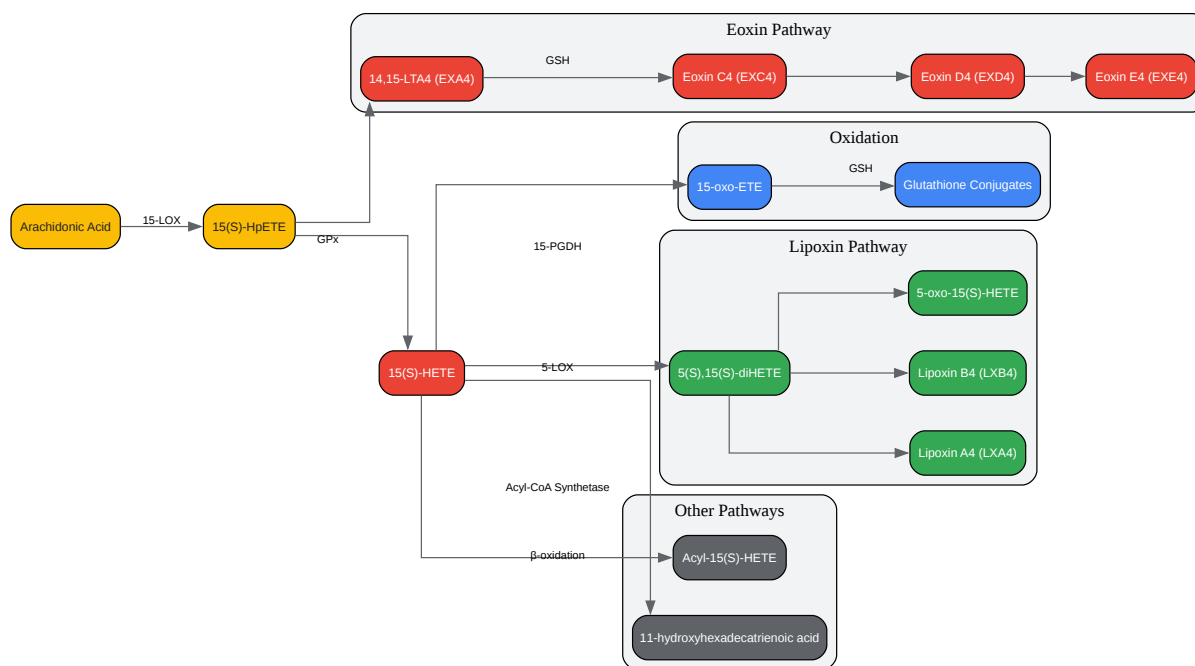 Eoxin Pathway
GSH
14,15-LTA4 (EXA4)
Eoxin C4 (EXC4)
Eoxin D4 (EXD4)
Eoxin E4 (EXE4)
Oxidation
GSH
15-oxo-ETE
Glutathione Conjugates
15-LOX
Arachidonic Acid
15(S)-HpETE
GPx
15-PGDH
Lipoxin Pathway
5-oxo-15(S)-HETE
5-LOX
15(S)-HETE
5(S),15(S)-diHETE
Lipoxin B4 (LXB4)
Lipoxin A4 (LXA4)
Acyl-CoA Synthetase
Other Pathways
β-oxidation
Acyl-15(S)-HETE
11-hydroxyhexadecatrienoic acid